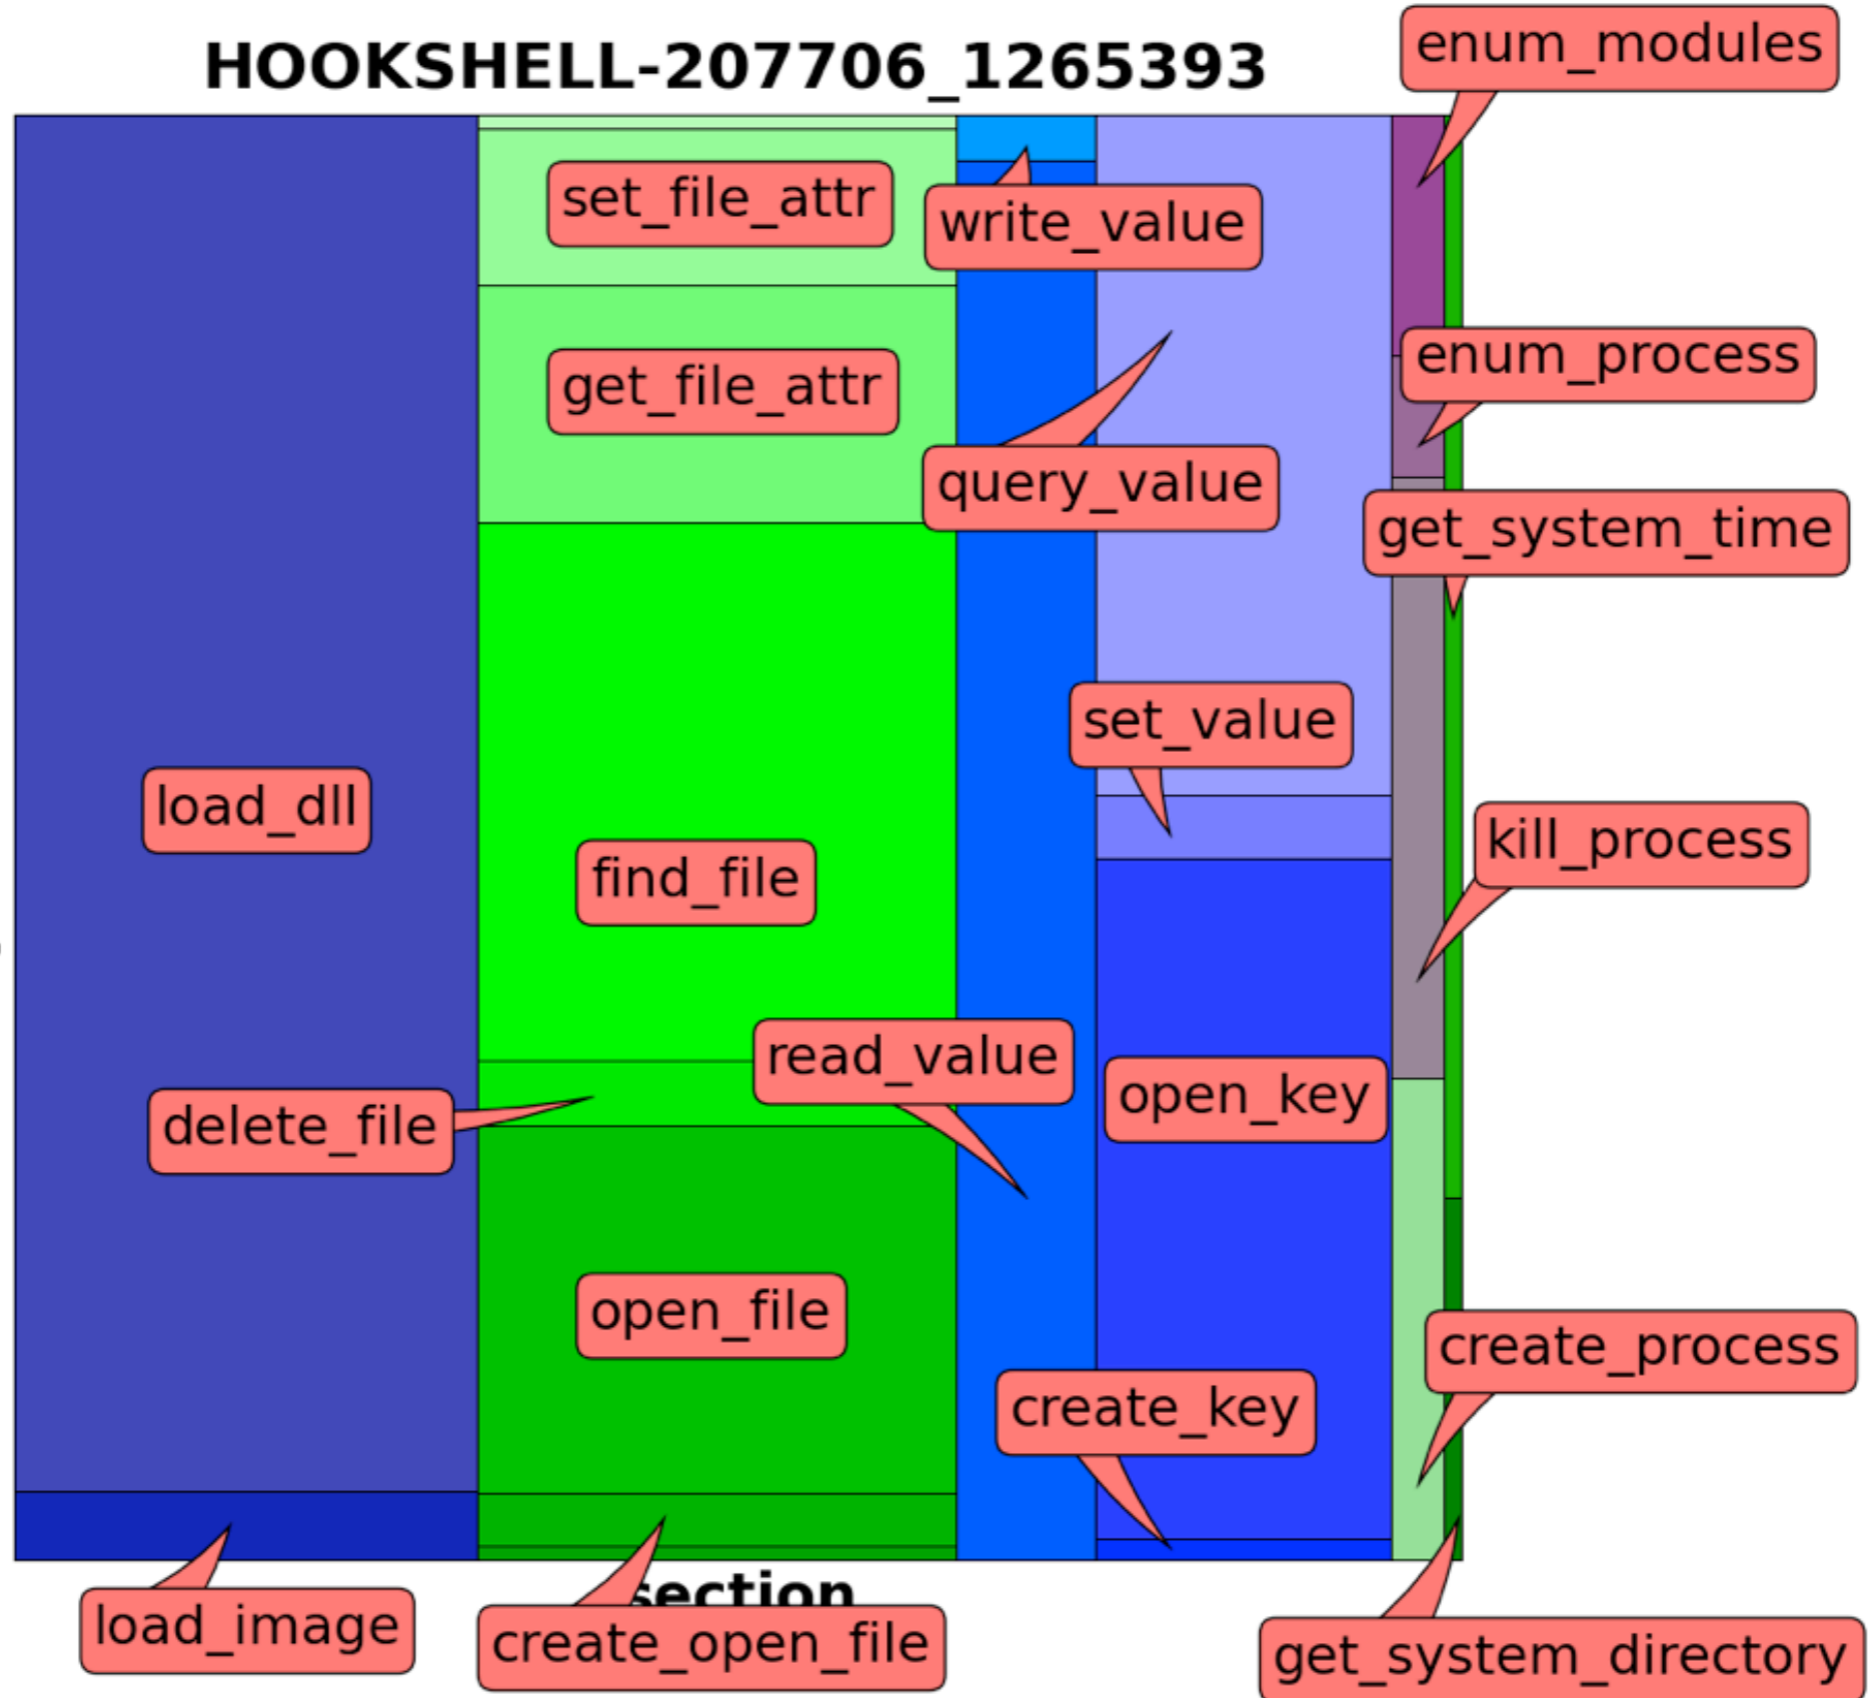 HOOKSHELL-207706_1265393
enum_modules
set_file_attr
write_value
enum_process
get_file_attr
query_value
get_system_time
set_value
load_dll
kill_process
find_file
read_value
open_key
delete_file
open_file
create_process
create_key
section
load_image
create_open_file
get_system_directory